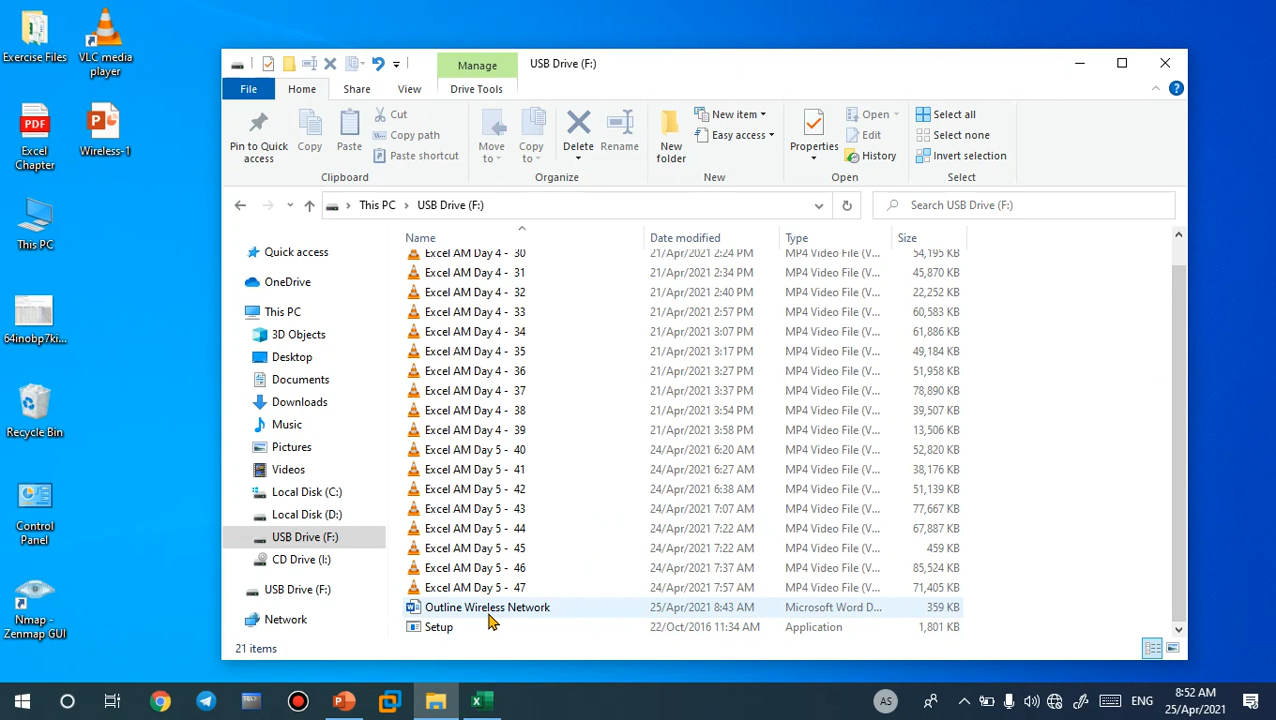 Exercise Files
VLC media
player
Excel
Chapter
Wireless-1
This PC
64inobp7ki...
Recycle Bin
Control
Panel
Nmap -
Zenmap GUI
Manage
USB Drive (F:)
File
Home
Share
View
Drive Tools
Pin to Quick
access
Copy
Paste
Cut
Copy path
Paste shortcut
Clipboard
Move
to
Copy
to
Delete
Rename
Organize
New
folder
New item
Easy access
New
Properties
Open
Edit
History
Open
Select all
Select none
Invert selection
Select
This PC
USB Drive (F:)
Search USB Drive (F:)
Quick access
OneDrive
This PC
3D Objects
Desktop
Documents
Downloads
Music
Pictures
Videos
Local Disk (C:)
Local Disk (D:)
USB Drive (F:)
CD Drive (I:)
USB Drive (F:)
Network
Name Date modified Type Size
Excel AM Day 4 - 30 21/Apr/2021 2:24 PM MP4 Video File (V... 54,195 KB
Excel AM Day 4 - 31 21/Apr/2021 2:34 PM MP4 Video File (V... 45,870 KB
Excel AM Day 4 - 32 21/Apr/2021 2:40 PM MP4 Video File (V... 22,252 KB
Excel AM Day 4 - 33 21/Apr/2021 2:57 PM MP4 Video File (V... 60,583 KB
Excel AM Day 4 - 34 21/Apr/2021 3:07 PM MP4 Video File (V... 61,886 KB
Excel AM Day 4 - 35 21/Apr/2021 3:17 PM MP4 Video File (V... 49,184 KB
Excel AM Day 4 - 36 21/Apr/2021 3:27 PM MP4 Video File (V... 51,958 KB
Excel AM Day 4 - 37 21/Apr/2021 3:37 PM MP4 Video File (V... 78,890 KB
Excel AM Day 4 - 38 21/Apr/2021 3:54 PM MP4 Video File (V... 39,507 KB
Excel AM Day 4 - 39 21/Apr/2021 3:58 PM MP4 Video File (V... 13,506 KB
Excel AM Day 5 - 40 24/Apr/2021 6:20 AM MP4 Video File (V... 52,820 KB
Excel AM Day 5 - 41 24/Apr/2021 6:27 AM MP4 Video File (V... 38,176 KB
Excel AM Day 5 - 42 24/Apr/2021 6:38 AM MP4 Video File (V... 51,139 KB
Excel AM Day 5 - 43 24/Apr/2021 7:07 AM MP4 Video File (V... 77,667 KB
Excel AM Day 5 - 44 24/Apr/2021 7:22 AM MP4 Video File (V... 67,887 KB
Excel AM Day 5 - 45 24/Apr/2021 7:22 AM MP4 Video File (V... 459 KB
Excel AM Day 5 - 46 24/Apr/2021 7:37 AM MP4 Video File (V... 85,524 KB
Excel AM Day 5 - 47 24/Apr/2021 7:57 AM MP4 Video File (V... 71,405 KB
Outline Wireless Network 25/Apr/2021 8:43 AM Microsoft Word D... 359 KB
Setup 22/Oct/2016 11:34 AM Application 1,801 KB
21 items
AS
ENG
8:52 AM
25/Apr/2021